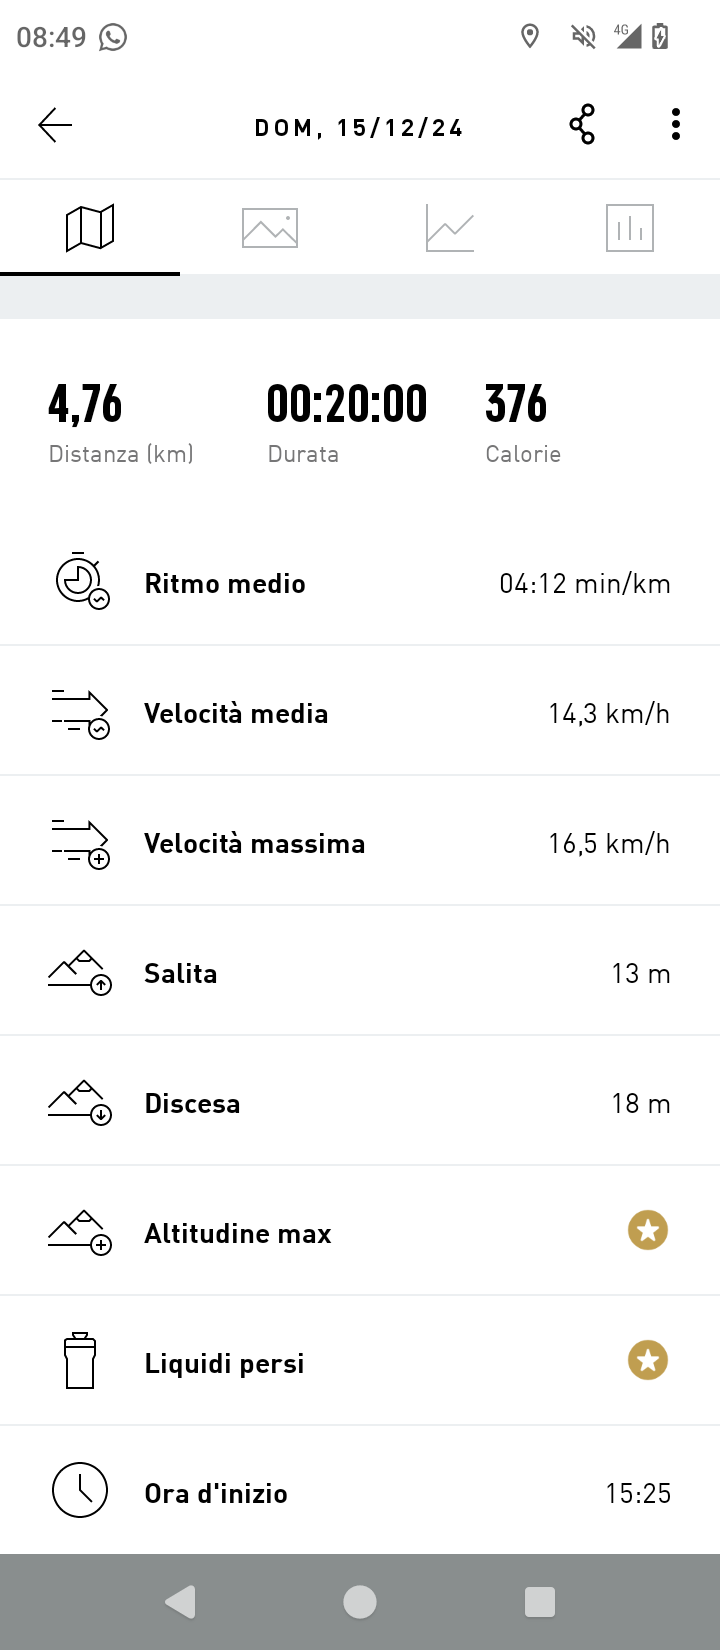 08:49
4G
DOM, 15/12/24
4,76 00:20:00 376
Distanza (km) Durata Calorie
Ritmo medio 04:12 min/km
Velocità media 14,3 km/h
Velocità massima 16,5 km/h
Salita 13 m
Discesa 18 m
Altitudine max
Liquidi persi
Ora d'inizio 15:25